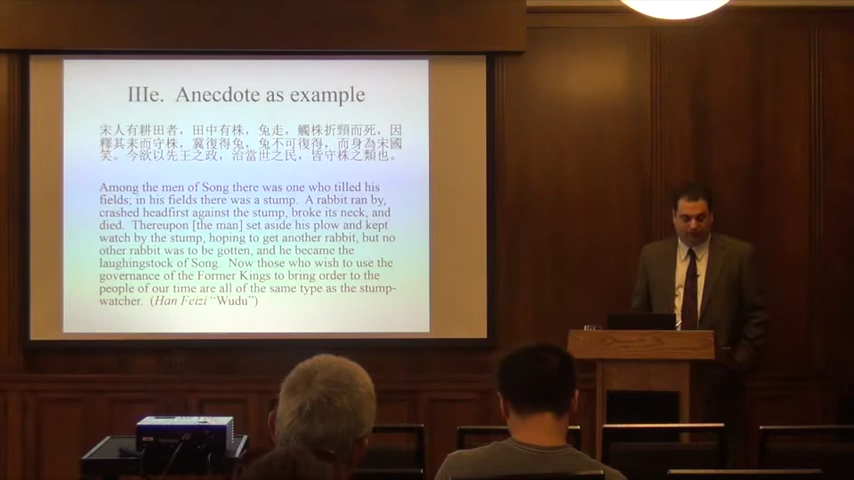 IIIe. Anecdote as example
宋人有耕田者，田中有株，兔走，觸株折頸而死，因
釋其耒而守株，冀復得兔，兔不可復得，而身為宋國
笑。今欲以先王之政，治當世之民，皆守株之類也。
Among the men of Song there was one who tilled his
fields; in his fields there was a stump. A rabbit ran by,
crashed headfirst against the stump, broke its neck, and
died. Thereupon [the man] set aside his plow and kept
watch by the stump, hoping to get another rabbit, but no
other rabbit was to be gotten, and he became the
laughingstock of Song. Now those who wish to use the
governance of the Former Kings to bring order to the
people of our time are all of the same type as the stump-
watcher. (Han Feizi “Wudu”)